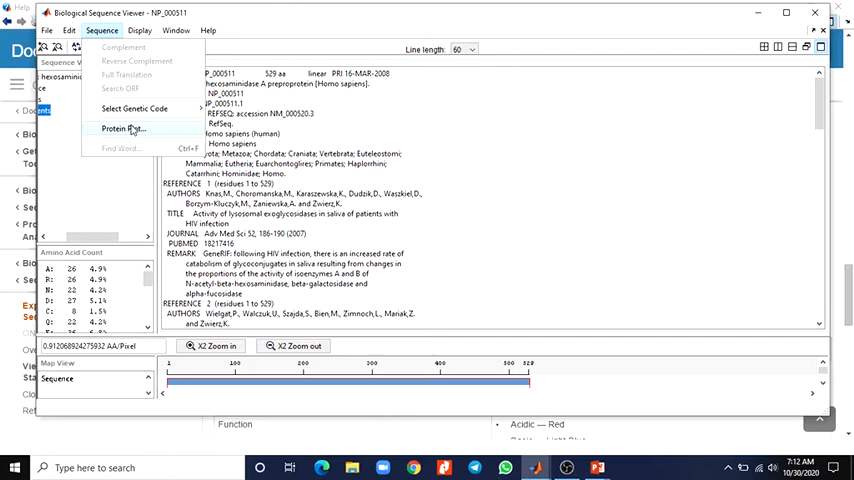 Help
Biological Sequence Viewer - NP_000511
File Edit Sequence Display Window Help
Line length: 60
Complement
Reverse Complement
Full Translation
Search ORF
Select Genetic Code
Protein
Find Word... Ctrl+F
NP_000511 529 aa linear PRI 16-MAR-2008
hexosaminidase A preproprotein [Homo sapiens].
NP_000511
NP_000511.1
REFSEQ: accession NM_000520.3
RefSeq.
Homo sapiens (human)
Homo sapiens
Metazoa; Chordata; Craniata; Vertebrata; Euteleostomi;
Mammalia; Eutheria; Euarchontoglires; Primates; Haplorrhini;
Catarrhini; Hominidae; Homo.
REFERENCE 1 (residues 1 to 529)
AUTHORS Knas,M., Choromanska,M., Karaszewska,K., Dudzik,D., Waszkiel,D.,
Borzym-Kluczyk,M., Zaniewska,A. and Zwierz,K.
TITLE Activity of lysosomal exoglycosidases in saliva of patients with
HIV infection
JOURNAL Adv Med Sci 52, 186-190 (2007)
PUBMED 18217416
REMARK GeneRIF: following HIV infection, there is an increased rate of
catabolism of glycoconjugates in saliva resulting from changes in
the proportions of the activity of isoenzymes A and B of
N-acetyl-beta-hexosaminidase, beta-galactosidase and
alpha-fucosidase
REFERENCE 2 (residues 1 to 529)
AUTHORS Wielgat,P., Walczuk,U., Szajda,S., Bien,M., Zimnoch,L., Mariak,Z.
and Zwierz,K.
Amino Acid Count
A: 26 4.9%
R: 26 4.9%
N: 22 4.2%
D: 27 5.1%
C: 8 1.5%
Q: 22 4.2%
0.912068924275932 AA/Pixel
X2 Zoom in
X2 Zoom out
Map View
Sequence
1 100 200 300 400 500 529
Function
• Acidic — Red
Basic — Light Blue
Type here to search
7:12 AM
10/30/2020